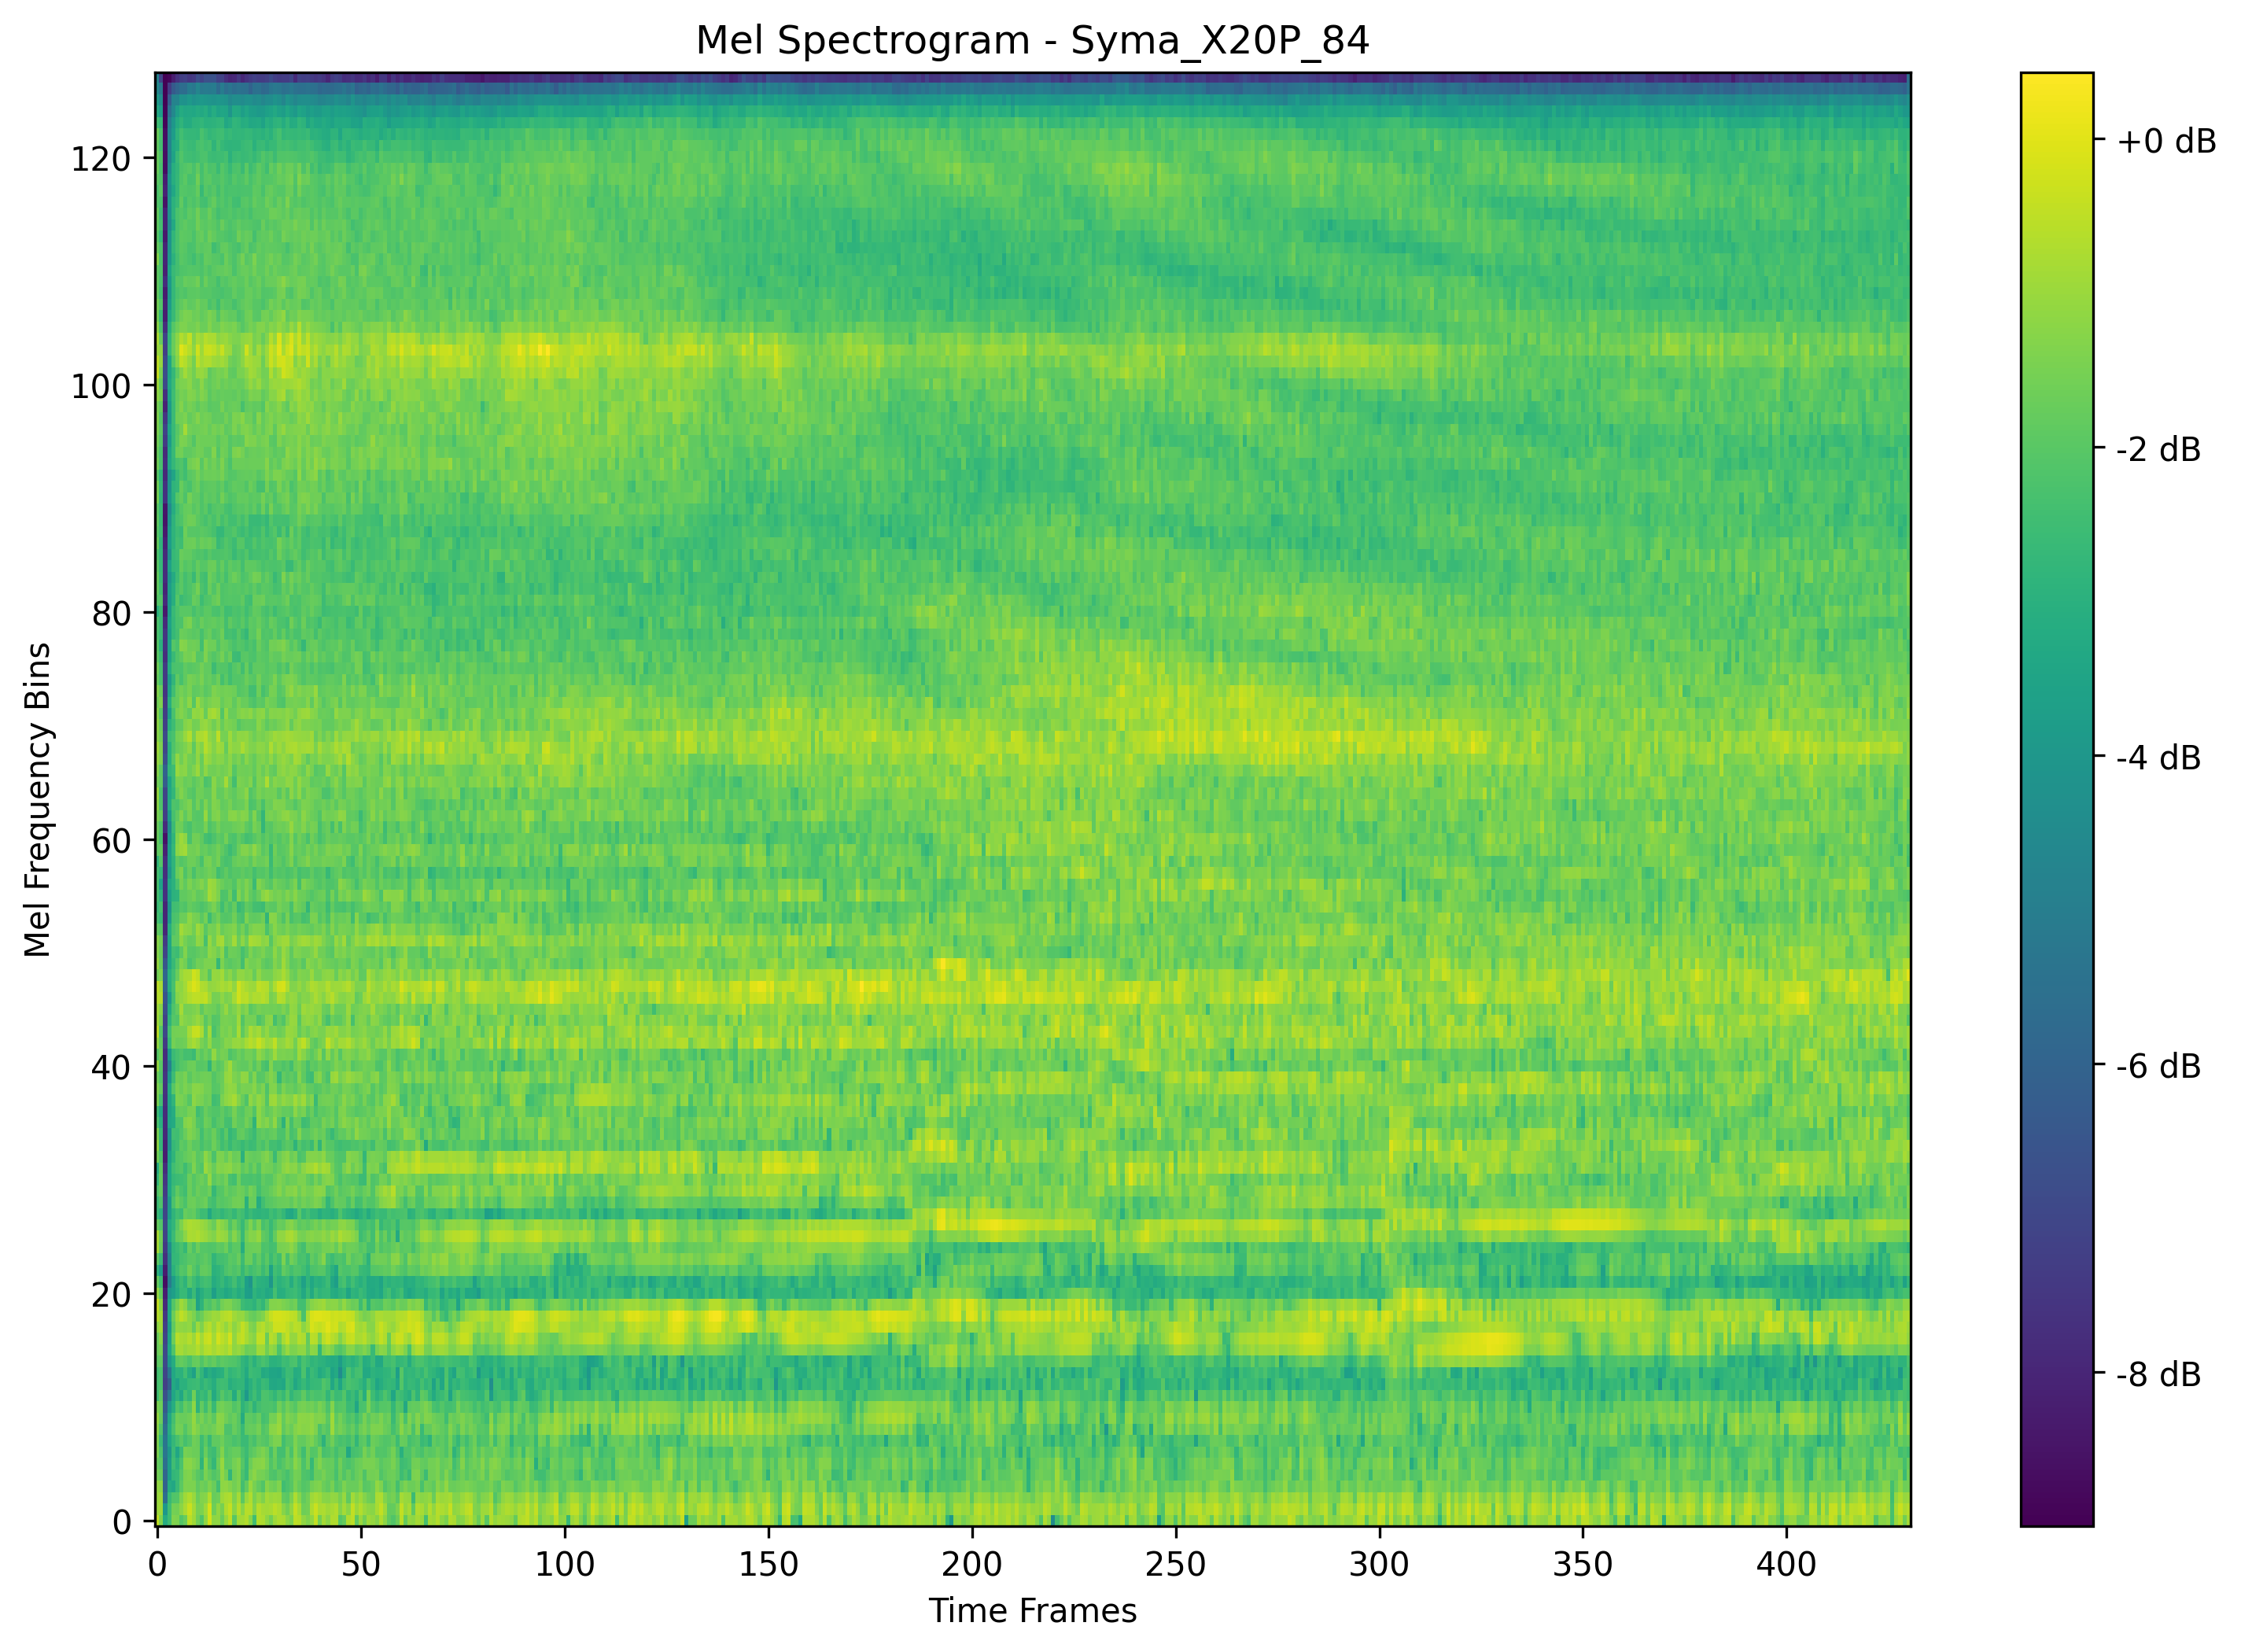 Mel Spectrogram - Syma_X20P_84
Mel Frequency Bins
120
100
80
60
40
20
0
0 50 100 150 200 250 300 350 400
Time Frames
+0 dB
-2 dB
-4 dB
-6 dB
-8 dB